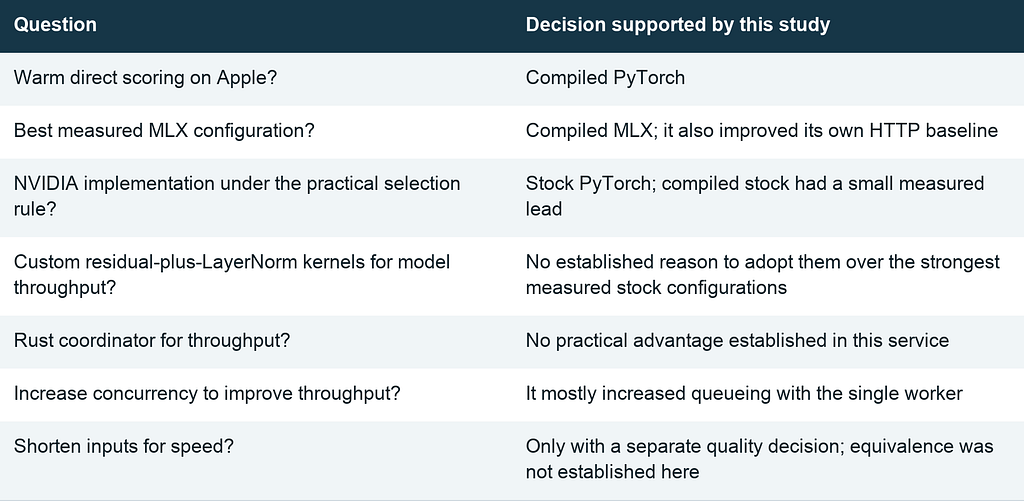 Question
Decision supported by this study
Warm direct scoring on Apple?
Compiled PyTorch
Best measured MLX configuration?
Compiled MLX; it also improved its own HTTP baseline
NVIDIA implementation under the practical selection
rule?
Stock PyTorch; compiled stock had a small measured
lead
Custom residual-plus-LayerNorm kernels for model
throughput?
No established reason to adopt them over the strongest
measured stock configurations
Rust coordinator for throughput?
No practical advantage established in this service
Increase concurrency to improve throughput?
It mostly increased queueing with the single worker
Shorten inputs for speed?
Only with a separate quality decision; equivalence was
not established here